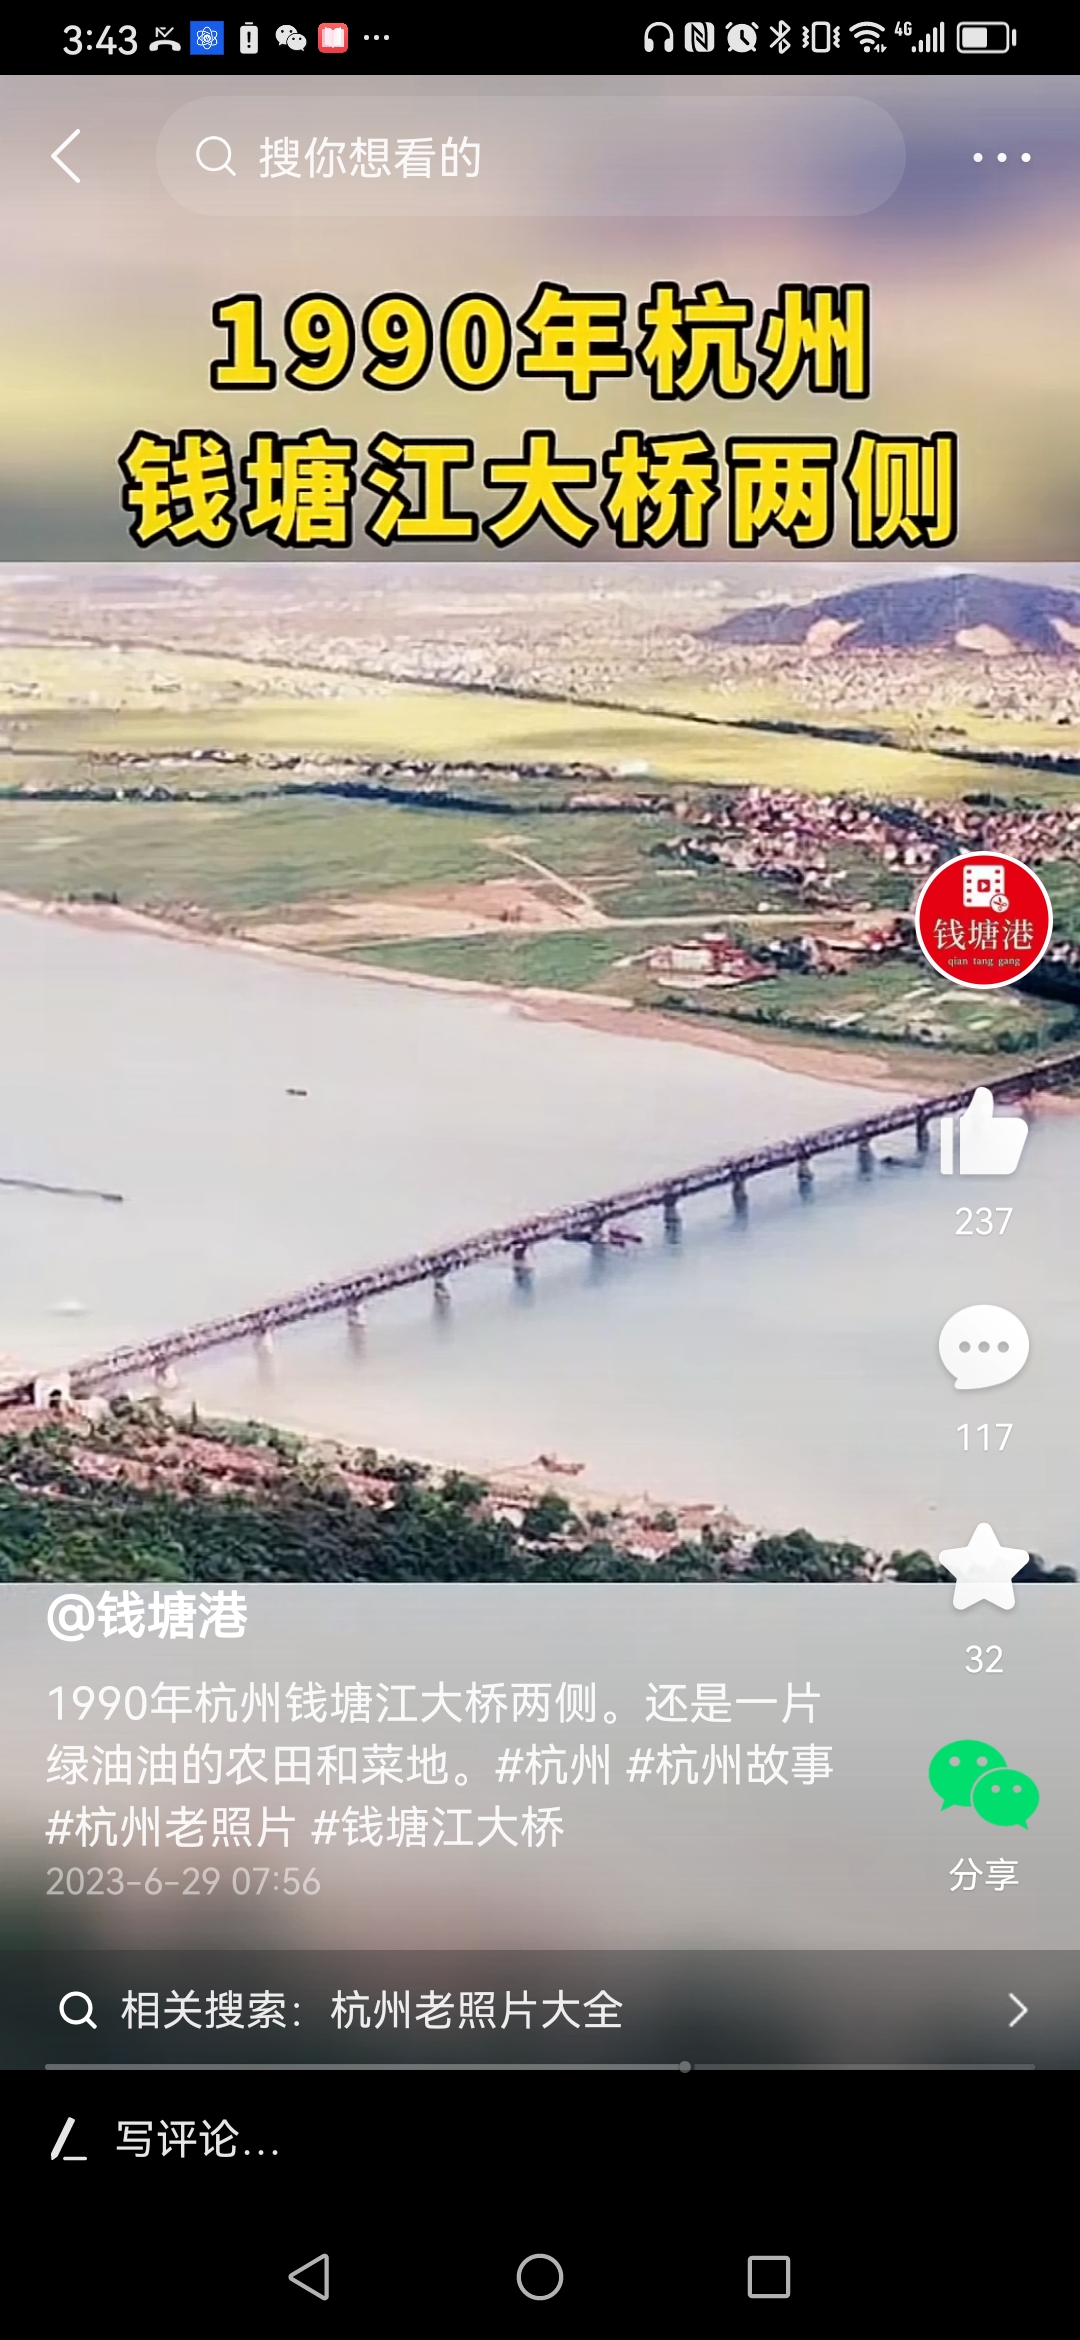 3:43
4G
搜你想看的
1990年杭州
钱塘江大桥两侧
钱塘港
qian tang gang
237
117
32
分享
@钱塘港
1990年杭州钱塘江大桥两侧。还是一片
绿油油的农田和菜地。#杭州 #杭州故事
#杭州老照片 #钱塘江大桥
2023-6-29 07:56
相关搜索：杭州老照片大全
写评论...